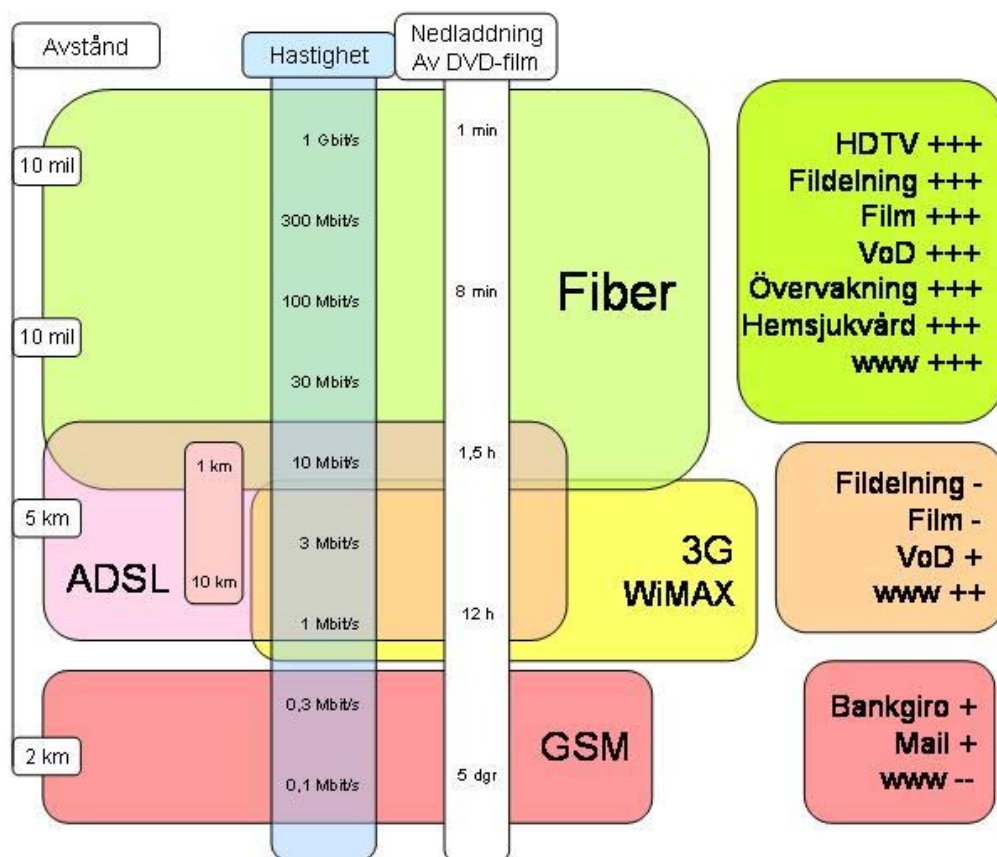 Avstånd
Hastighet
Nedladdning
Av DVD-film
10 mil
10 mil
5 km
2 km
1 Gbit/s
300 Mbit/s
100 Mbit/s
30 Mbit/s
10 Mbit/s
3 Mbit/s
1 Mbit/s
0,3 Mbit/s
0,1 Mbit/s
1 min
8 min
1,5 h
12 h
5 dgr
Fiber
ADSL
1 km
10 km
3G
WiMAX
GSM
HDTV +++
Fildelning +++
Film +++
VoD +++
Övervakning +++
Hemsjukvård +++
www +++
Fildelning -
Film -
VoD +
www ++
Bankgiro +
Mail +
www --